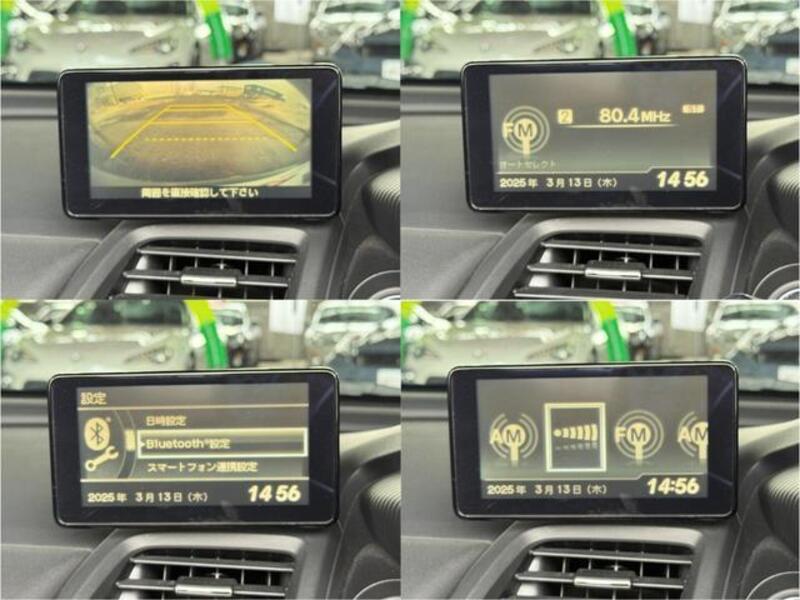 周囲を直接確認して下さい
FM
2
80.4MHz
ST
オートセレクト
2025年 3月13日(木) 14 56
設定
日時設定
Bluetooth®設定
スマートフォン連携設定
2025年 3月13日(木) 14 56
AM
FM
AM
2025年 3月13日(木) 14:56